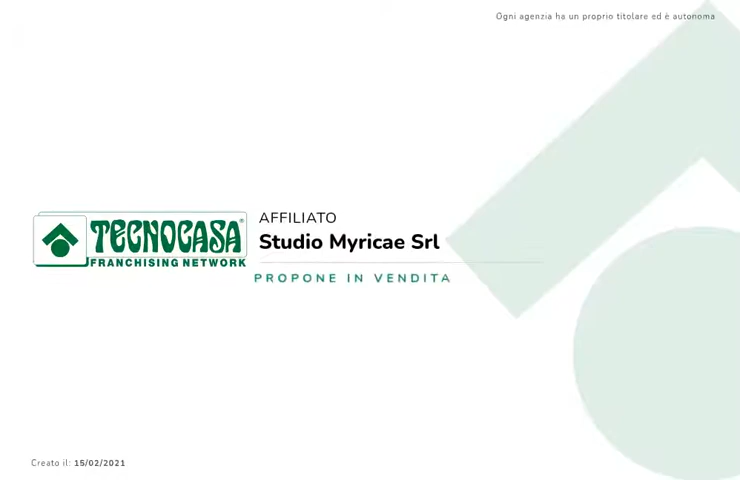 Ogni agenzia ha un proprio titolare ed è autonoma
TECNOCASA®
FRANCHISING NETWORK
AFFILIATO
Studio Myricae Srl
PROPONE IN VENDITA
Creato il: 15/02/2021